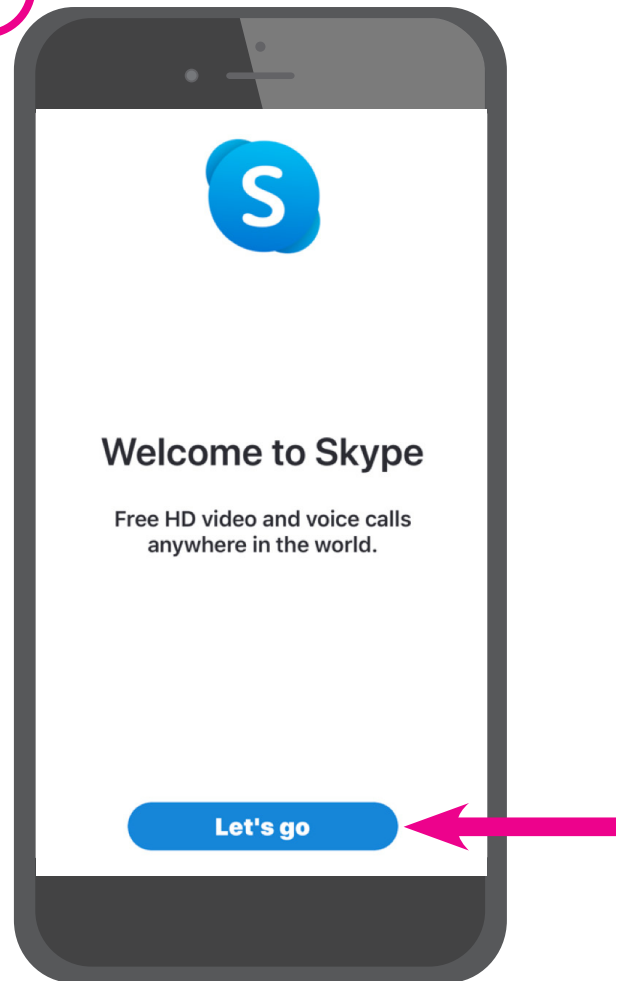 S
Welcome to Skype
Free HD video and voice calls
anywhere in the world.
Let's go